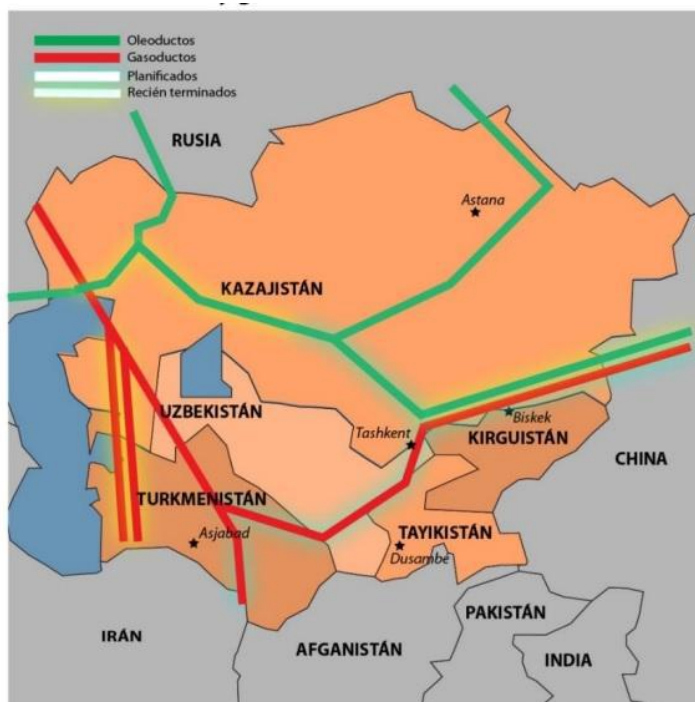 Oleoductos
Gasoductos
Planificados
Recién terminados
RUSIA
Astana
KAZAJISTÁN
UZBEKISTÁN
Tashkent
Biskek
KIRGUISTÁN
CHINA
TURKMENISTÁN
Asjabad
TAYIKISTÁN
Dusambé
PAKISTÁN
IRÁN
AFGANISTÁN
INDIA